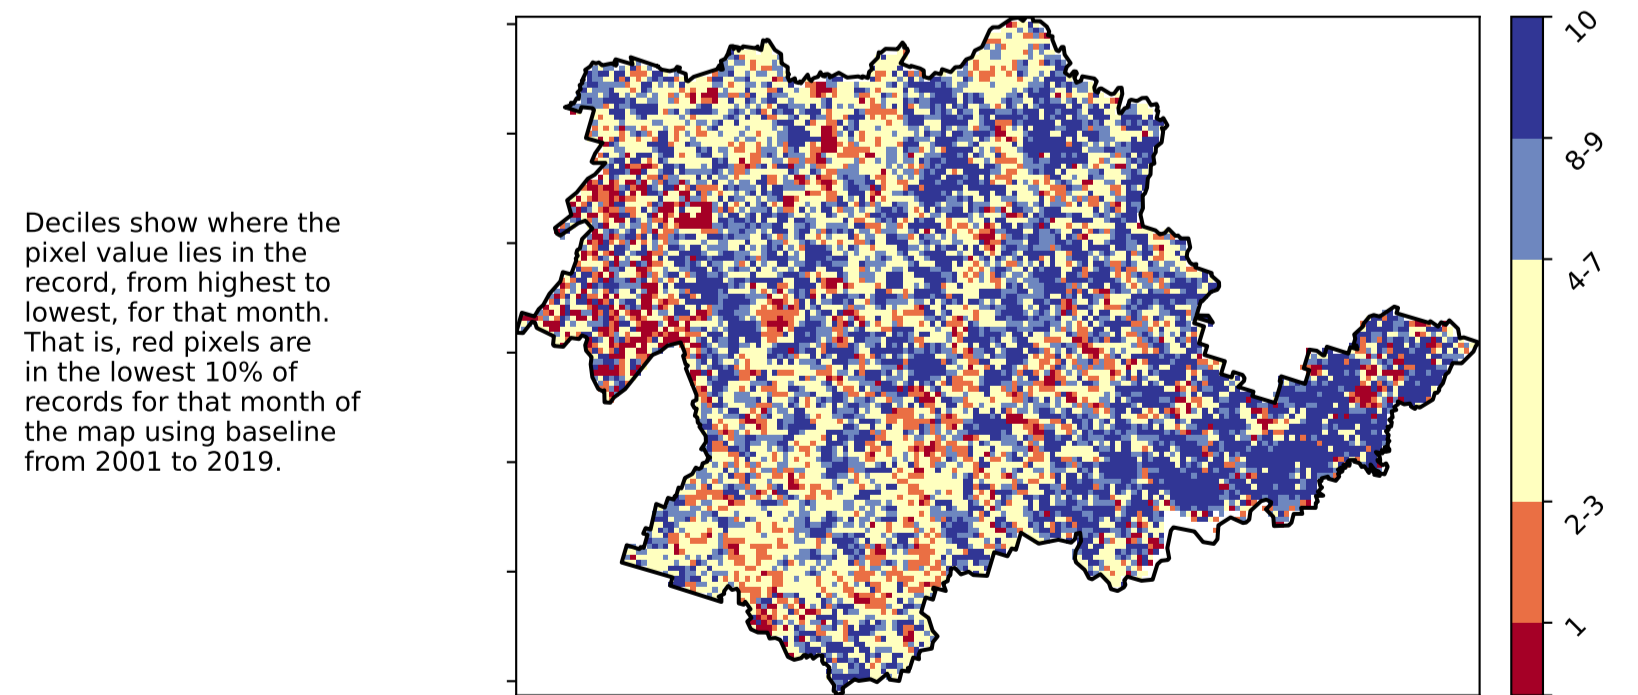 Deciles show where the
pixel value lies in the
record, from highest to
lowest, for that month.
That is, red pixels are
in the lowest 10% of
records for that month of
the map using baseline
from 2001 to 2019.
10
8-9
4-7
2-3
1